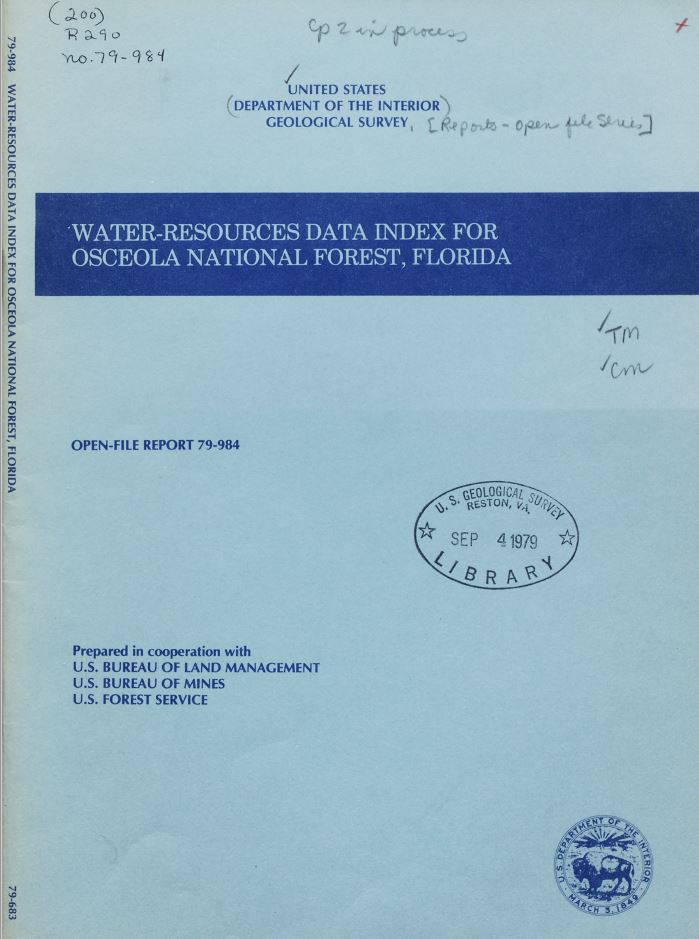 (200)
R290
no. 79-984
Cp 2 in process
UNITED STATES
(DEPARTMENT OF THE INTERIOR)
GEOLOGICAL SURVEY. [Reports - Open file Series]
WATER-RESOURCES DATA INDEX FOR
OSCEOLA NATIONAL FOREST, FLORIDA
TM
CM
OPEN-FILE REPORT 79-984
U. S. GEOLOGICAL SURVEY
RESTON, VA.
SEP 4 1979
LIBRARY
Prepared in cooperation with
U.S. BUREAU OF LAND MANAGEMENT
U.S. BUREAU OF MINES
U.S. FOREST SERVICE
U.S. DEPARTMENT OF THE INTERIOR
MARCH 3, 1849
79-984 WATER-RESOURCES DATA INDEX FOR OSCEOLA NATIONAL FOREST, FLORIDA
79-683